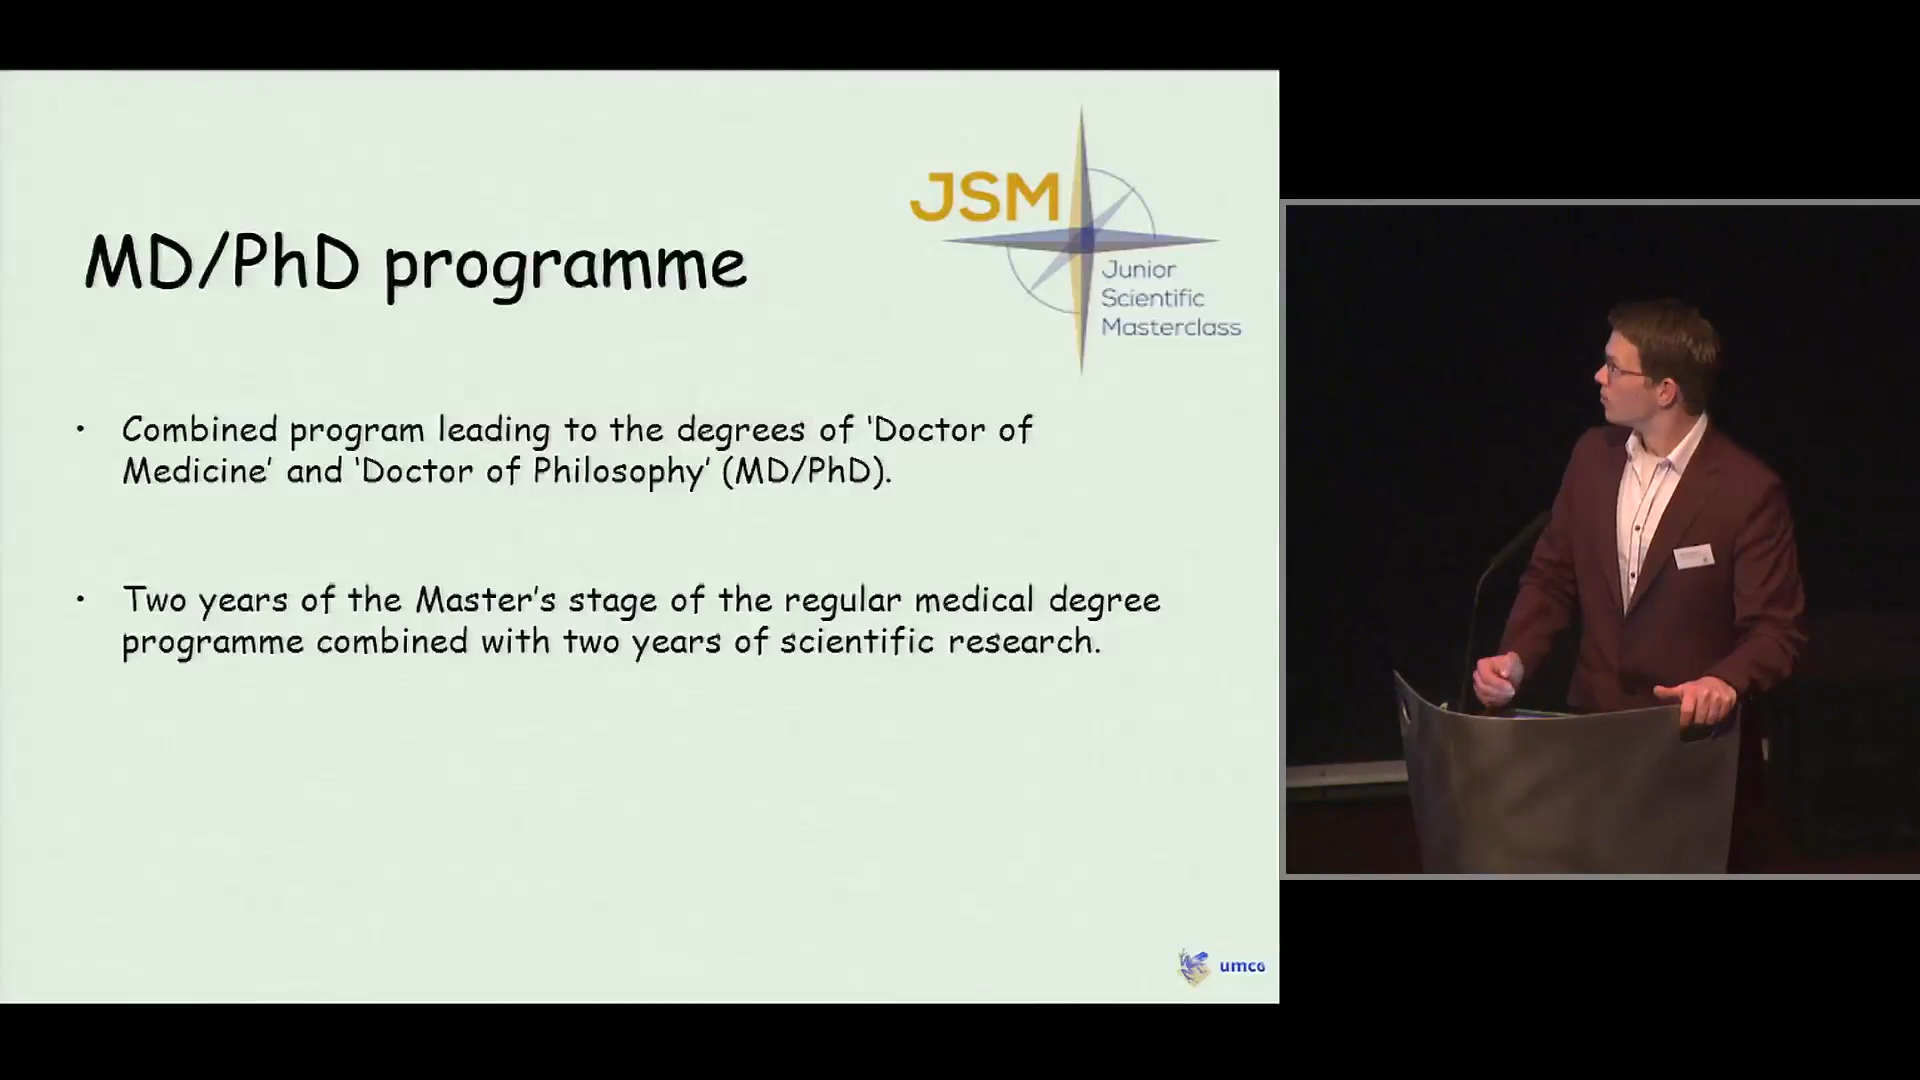 JSM
Junior
Scientific
Masterclass
MD/PhD programme
• Combined program leading to the degrees of ‘Doctor of
Medicine’ and ‘Doctor of Philosophy’ (MD/PhD).
• Two years of the Master’s stage of the regular medical degree
programme combined with two years of scientific research.
umcg